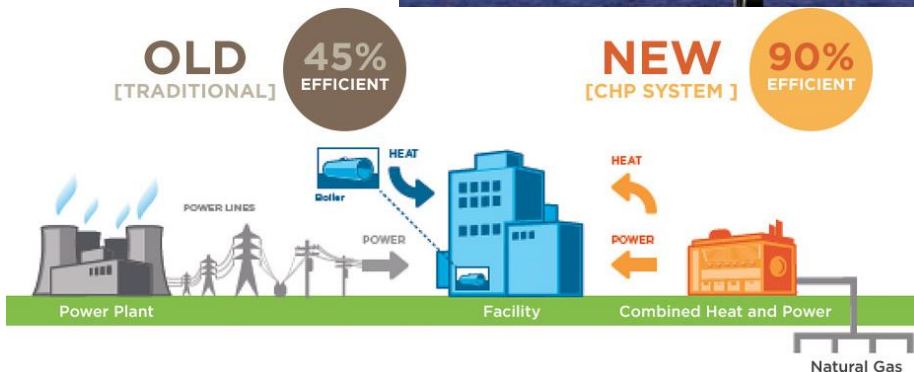 OLD
[TRADITIONAL]
45%
EFFICIENT
NEW
[CHP SYSTEM ]
90%
EFFICIENT
HEAT
Boiler
POWER LINES
POWER
HEAT
POWER
Power Plant
Facility
Combined Heat and Power
Natural Gas